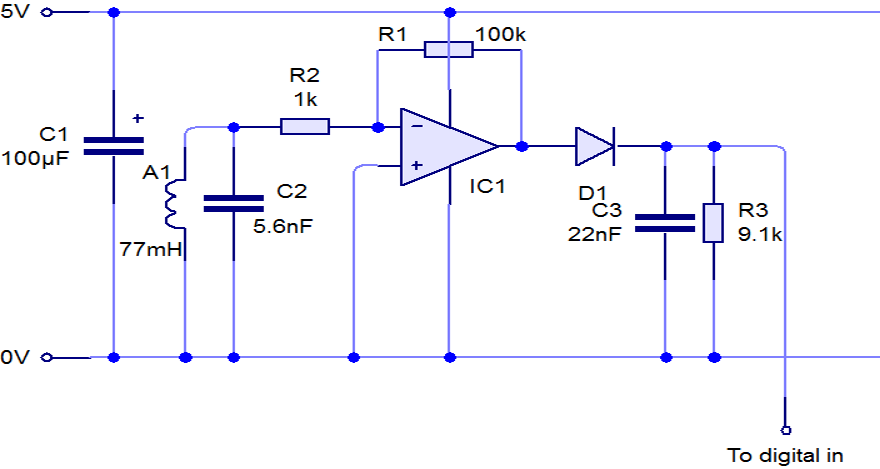 5V
R1
100k
R2
1k
C1
+
100µF
A1
77mH
C2
5.6nF
−
+
IC1
D1
C3
22nF
R3
9.1k
0V
To digital in